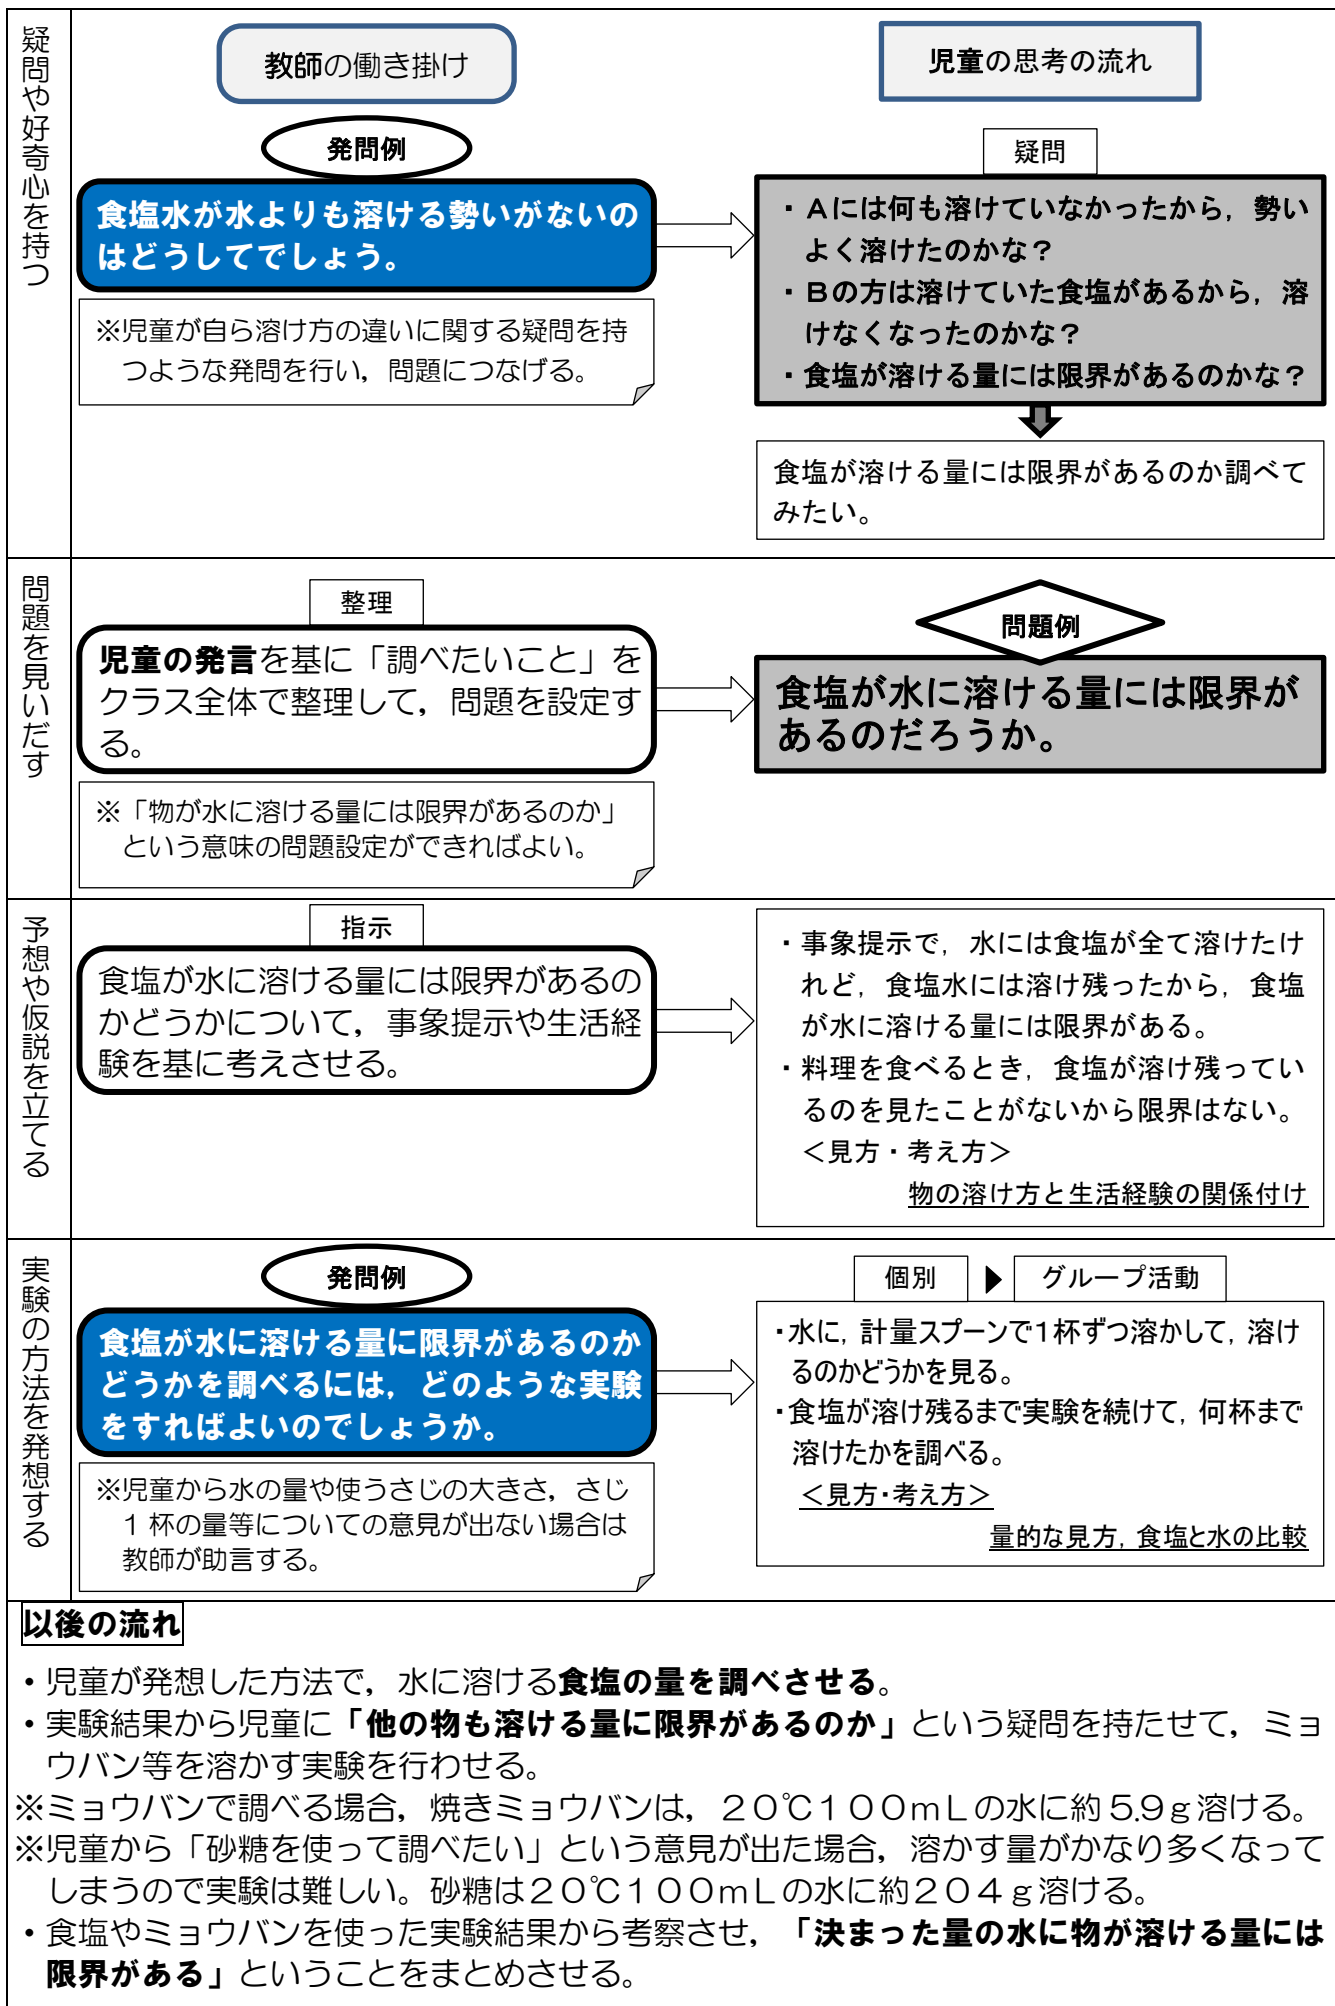 疑問や好奇心を持つ
教師の働き掛け
児童の思考の流れ
発問例
食塩水が水よりも溶ける勢いがないの
はどうしてでしょう。
※児童が自ら溶け方の違いに関する疑問を持
つような発問を行い，問題につなげる。
疑問
・Ａには何も溶けていなかったから，勢い
よく溶けたのかな？
・Ｂの方は溶けていた食塩があるから，溶
けなくなったのかな？
・食塩が溶ける量には限界があるのかな？
食塩が溶ける量には限界があるのか調べて
みたい。
問題を見いだす
整理
児童の発言を基に「調べたいこと」を
クラス全体で整理して，問題を設定す
る。
※「物が水に溶ける量には限界があるのか」
という意味の問題設定ができればよい。
問題例
食塩が水に溶ける量には限界が
あるのだろうか。
予想や仮説を立てる
指示
食塩が水に溶ける量には限界があるの
かどうかについて，事象提示や生活経
験を基に考えさせる。
・事象提示で，水には食塩が全て溶けたけ
れど，食塩水には溶け残ったから，食塩
が水に溶ける量には限界がある。
・料理を食べるとき，食塩が溶け残ってい
るのを見たことがないから限界はない。
＜見方・考え方＞
物の溶け方と生活経験の関係付け
実験の方法を発想する
発問例
食塩が水に溶ける量に限界があるのか
どうかを調べるには，どのような実験
をすればよいのでしょうか。
※児童から水の量や使うさじの大きさ，さじ
１杯の量等についての意見が出ない場合は
教師が助言する。
個別 ▶ グループ活動
・水に，計量スプーンで１杯ずつ溶かして，溶け
るのかどうかを見る。
・食塩が溶け残るまで実験を続けて，何杯まで
溶けたかを調べる。
＜見方・考え方＞
量的な見方，食塩と水の比較
以後の流れ
・児童が発想した方法で，水に溶ける食塩の量を調べさせる。
・実験結果から児童に「他の物も溶ける量に限界があるのか」という疑問を持たせて，ミョ
ウバン等を溶かす実験を行わせる。
※ミョウバンで調べる場合，焼きミョウバンは，２０℃１００ｍＬの水に約 5.9ｇ溶ける。
※児童から「砂糖を使って調べたい」という意見が出た場合，溶かす量がかなり多くなって
しまうので実験は難しい。砂糖は２０℃１００ｍＬの水に約２０４ｇ溶ける。
・食塩やミョウバンを使った実験結果から考察させ，「決まった量の水に物が溶ける量には
限界がある」ということをまとめさせる。